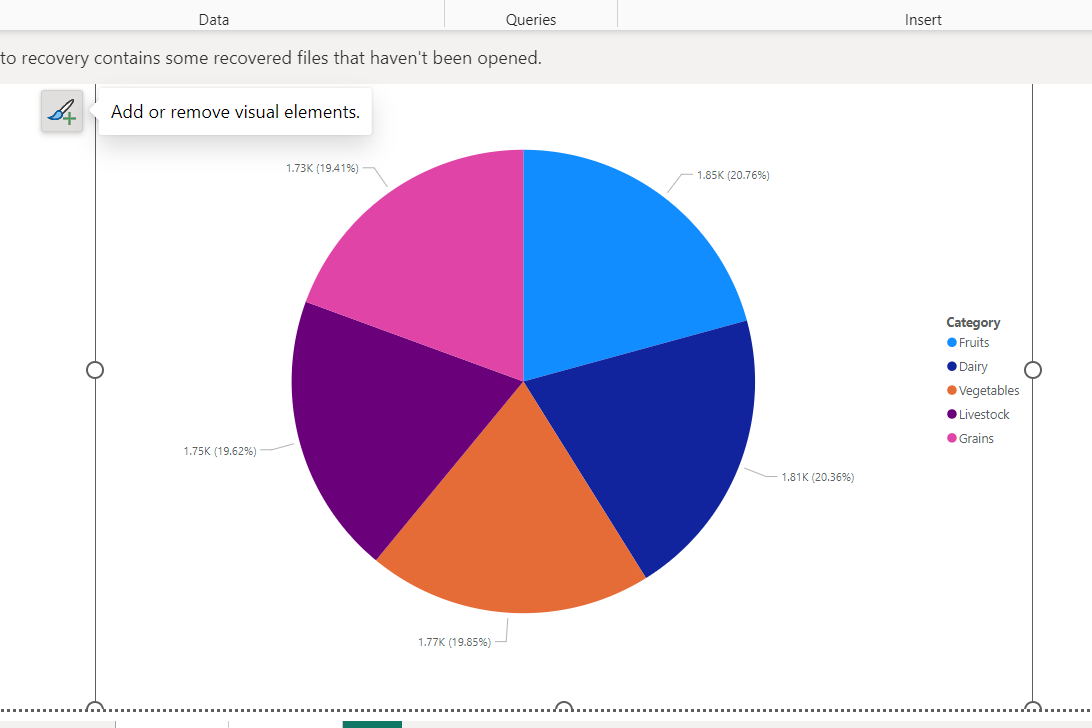 Data
Queries
Insert
to recovery contains some recovered files that haven't been opened.
Add or remove visual elements.
1.73K (19.41%)
1.85K (20.76%)
Category
Fruits
Dairy
Vegetables
Livestock
Grains
1.75K (19.62%)
1.81K (20.36%)
1.77K (19.85%)